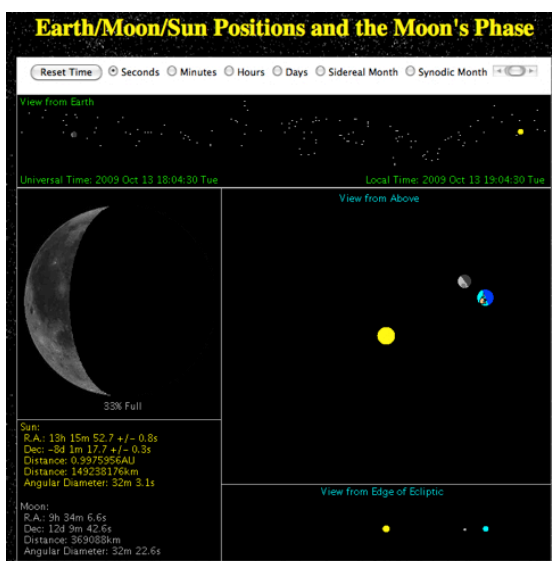 Earth/Moon/Sun Positions and the Moon's Phase
Reset Time Seconds Minutes Hours Days Sidereal Month Synodic Month
View from Earth
Universal Time: 2009 Oct 13 18:04:30 Tue Local Time: 2009 Oct 13 19:04:30 Tue
View from Above
33% Full
Sun:
R.A.: 13h 15m 52.7 +/- 0.8s
Dec: -8d 1m 17.7 +/- 0.3s
Distance: 0.9975956AU
Distance: 149238176km
Angular Diameter: 32m 3.1s
Moon:
R.A.: 9h 34m 6.6s
Dec: 12d 9m 42.6s
Distance: 369088km
Angular Diameter: 32m 22.6s
View from Edge of Ecliptic